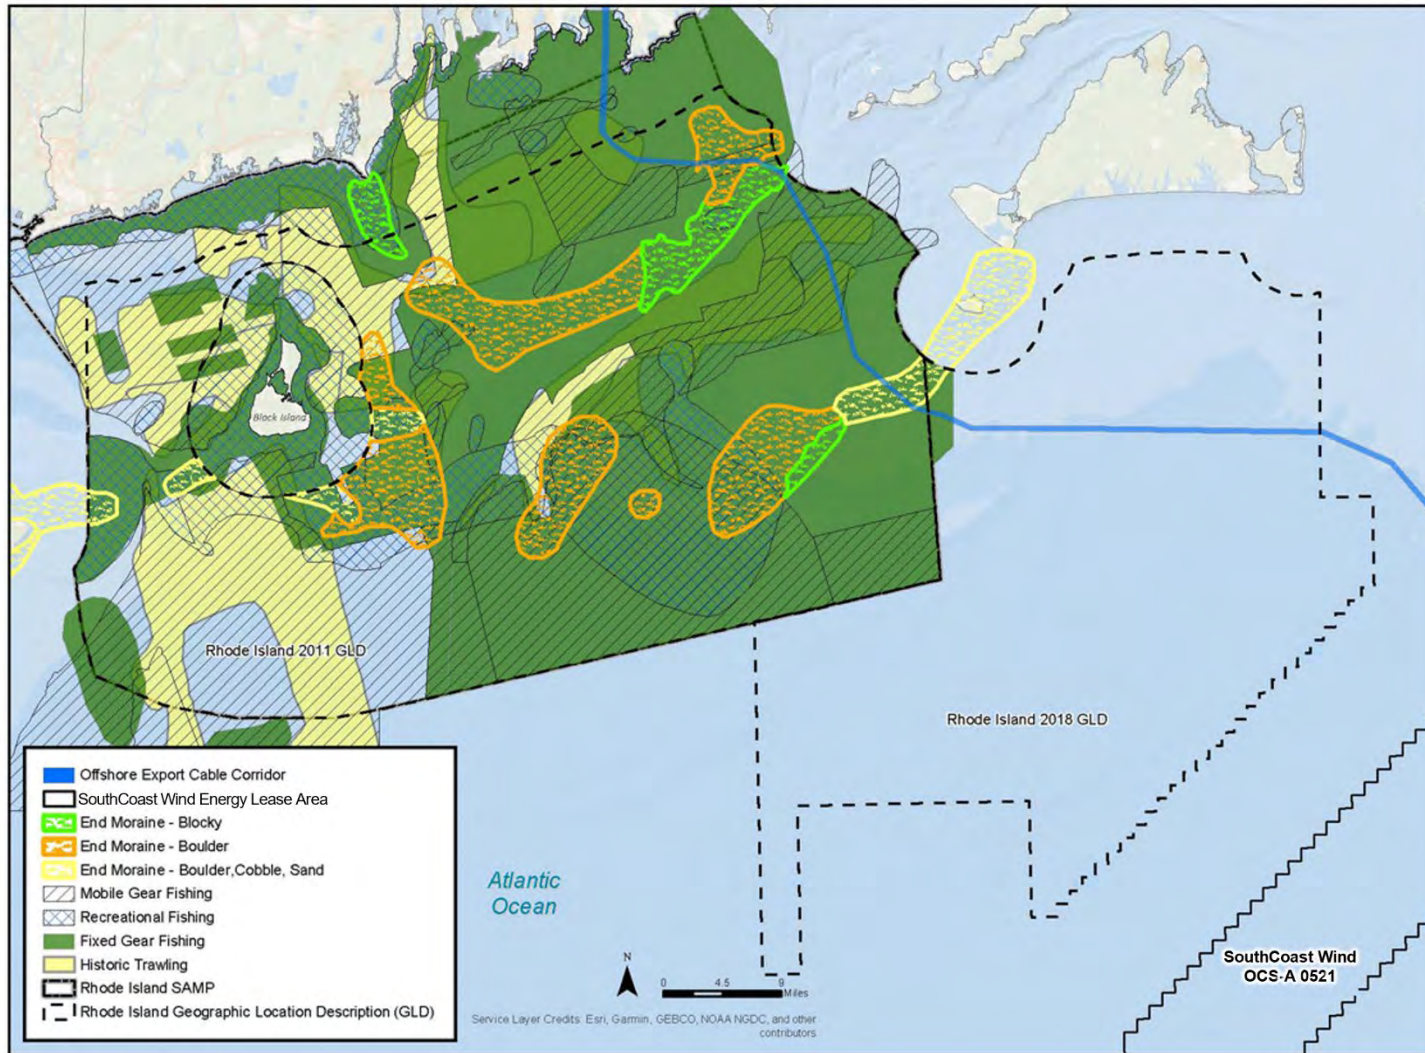 Block Island
Rhode Island 2011 GLD
Rhode Island 2018 GLD
Offshore Export Cable Corridor
SouthCoast Wind Energy Lease Area
End Moraine - Blocky
End Moraine - Boulder
End Moraine - Boulder,Cobble, Sand
Mobile Gear Fishing
Recreational Fishing
Fixed Gear Fishing
Historic Trawling
Rhode Island SAMP
Rhode Island Geographic Location Description (GLD)
Atlantic
Ocean
N
0 4.5 9
Miles
SouthCoast Wind
OCS-A 0521
Service Layer Credits: Esri, Garmin, GEBCO, NOAA NGDC, and other
contributors